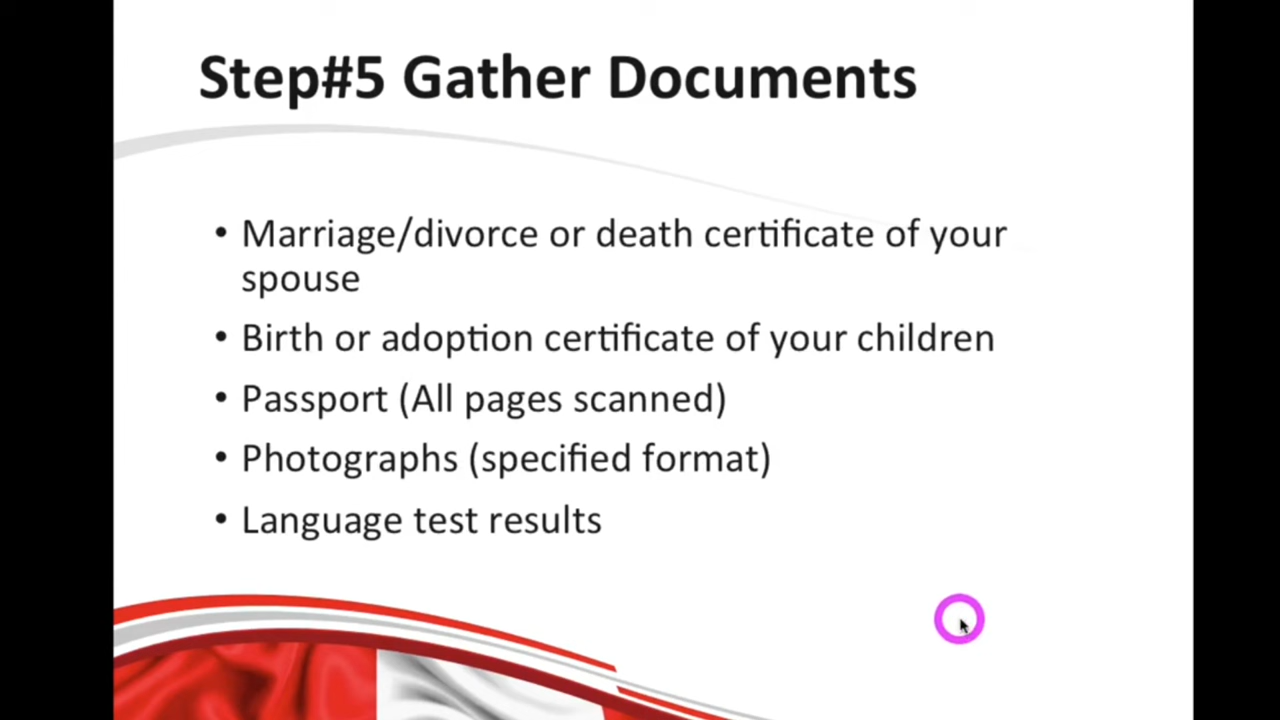 Step#5 Gather Documents
• Marriage/divorce or death certificate of your
spouse
• Birth or adoption certificate of your children
• Passport (All pages scanned)
• Photographs (specified format)
• Language test results